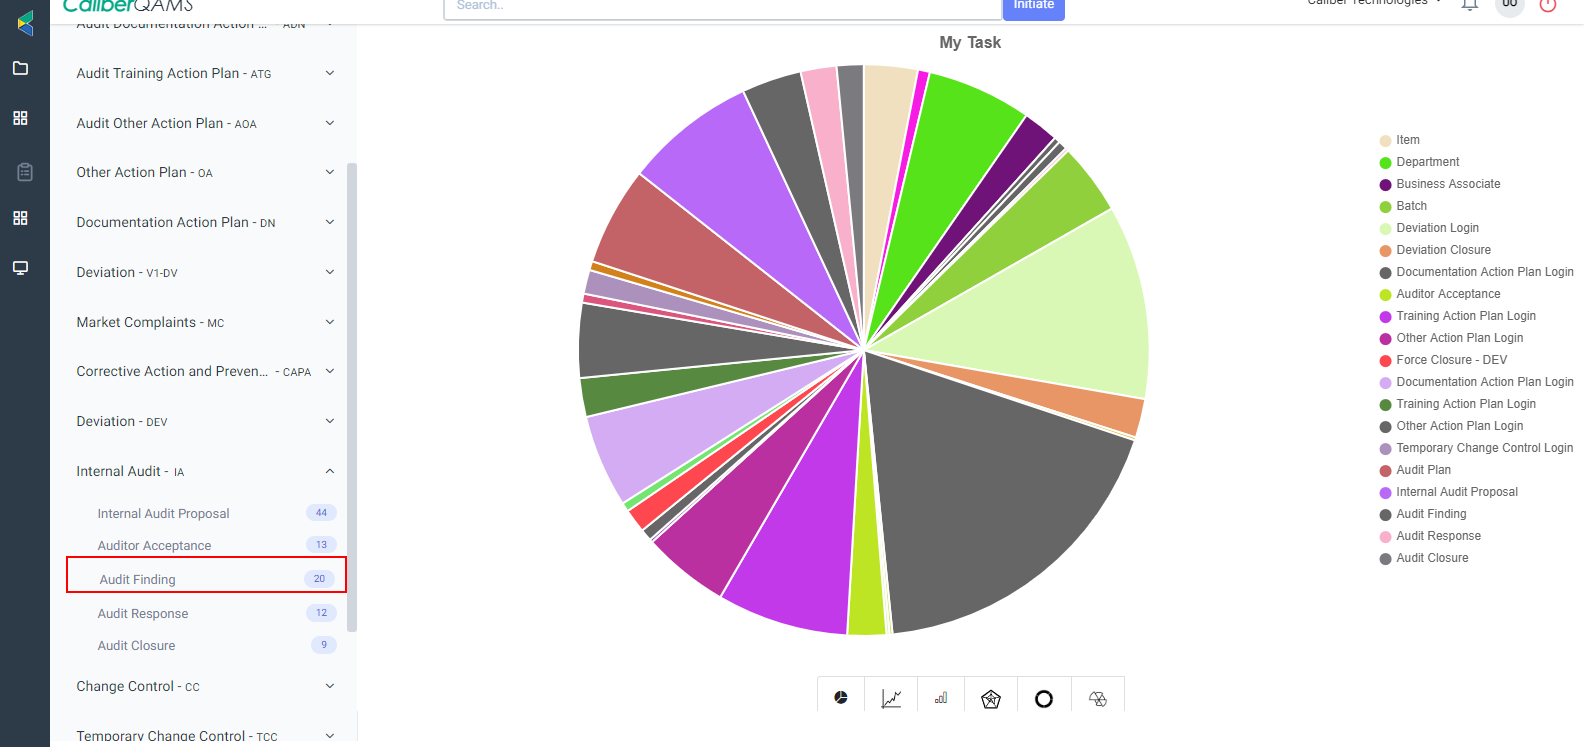 CaliberQAMS
Search..
Initiate
Caliber Technologies
Audit Documentation Action ... - ADN
Audit Training Action Plan - ATG
Audit Other Action Plan - AOA
Other Action Plan - OA
Documentation Action Plan - DN
Deviation - V1-DV
Market Complaints - MC
Corrective Action and Preven... - CAPA
Deviation - DEV
Internal Audit - IA
Internal Audit Proposal 44
Auditor Acceptance 13
Audit Finding 20
Audit Response 12
Audit Closure 9
Change Control - CC
Temporary Change Control - TCC
My Task
Item
Department
Business Associate
Batch
Deviation Login
Deviation Closure
Documentation Action Plan Login
Auditor Acceptance
Training Action Plan Login
Other Action Plan Login
Force Closure - DEV
Documentation Action Plan Login
Training Action Plan Login
Other Action Plan Login
Temporary Change Control Login
Audit Plan
Internal Audit Proposal
Audit Finding
Audit Response
Audit Closure